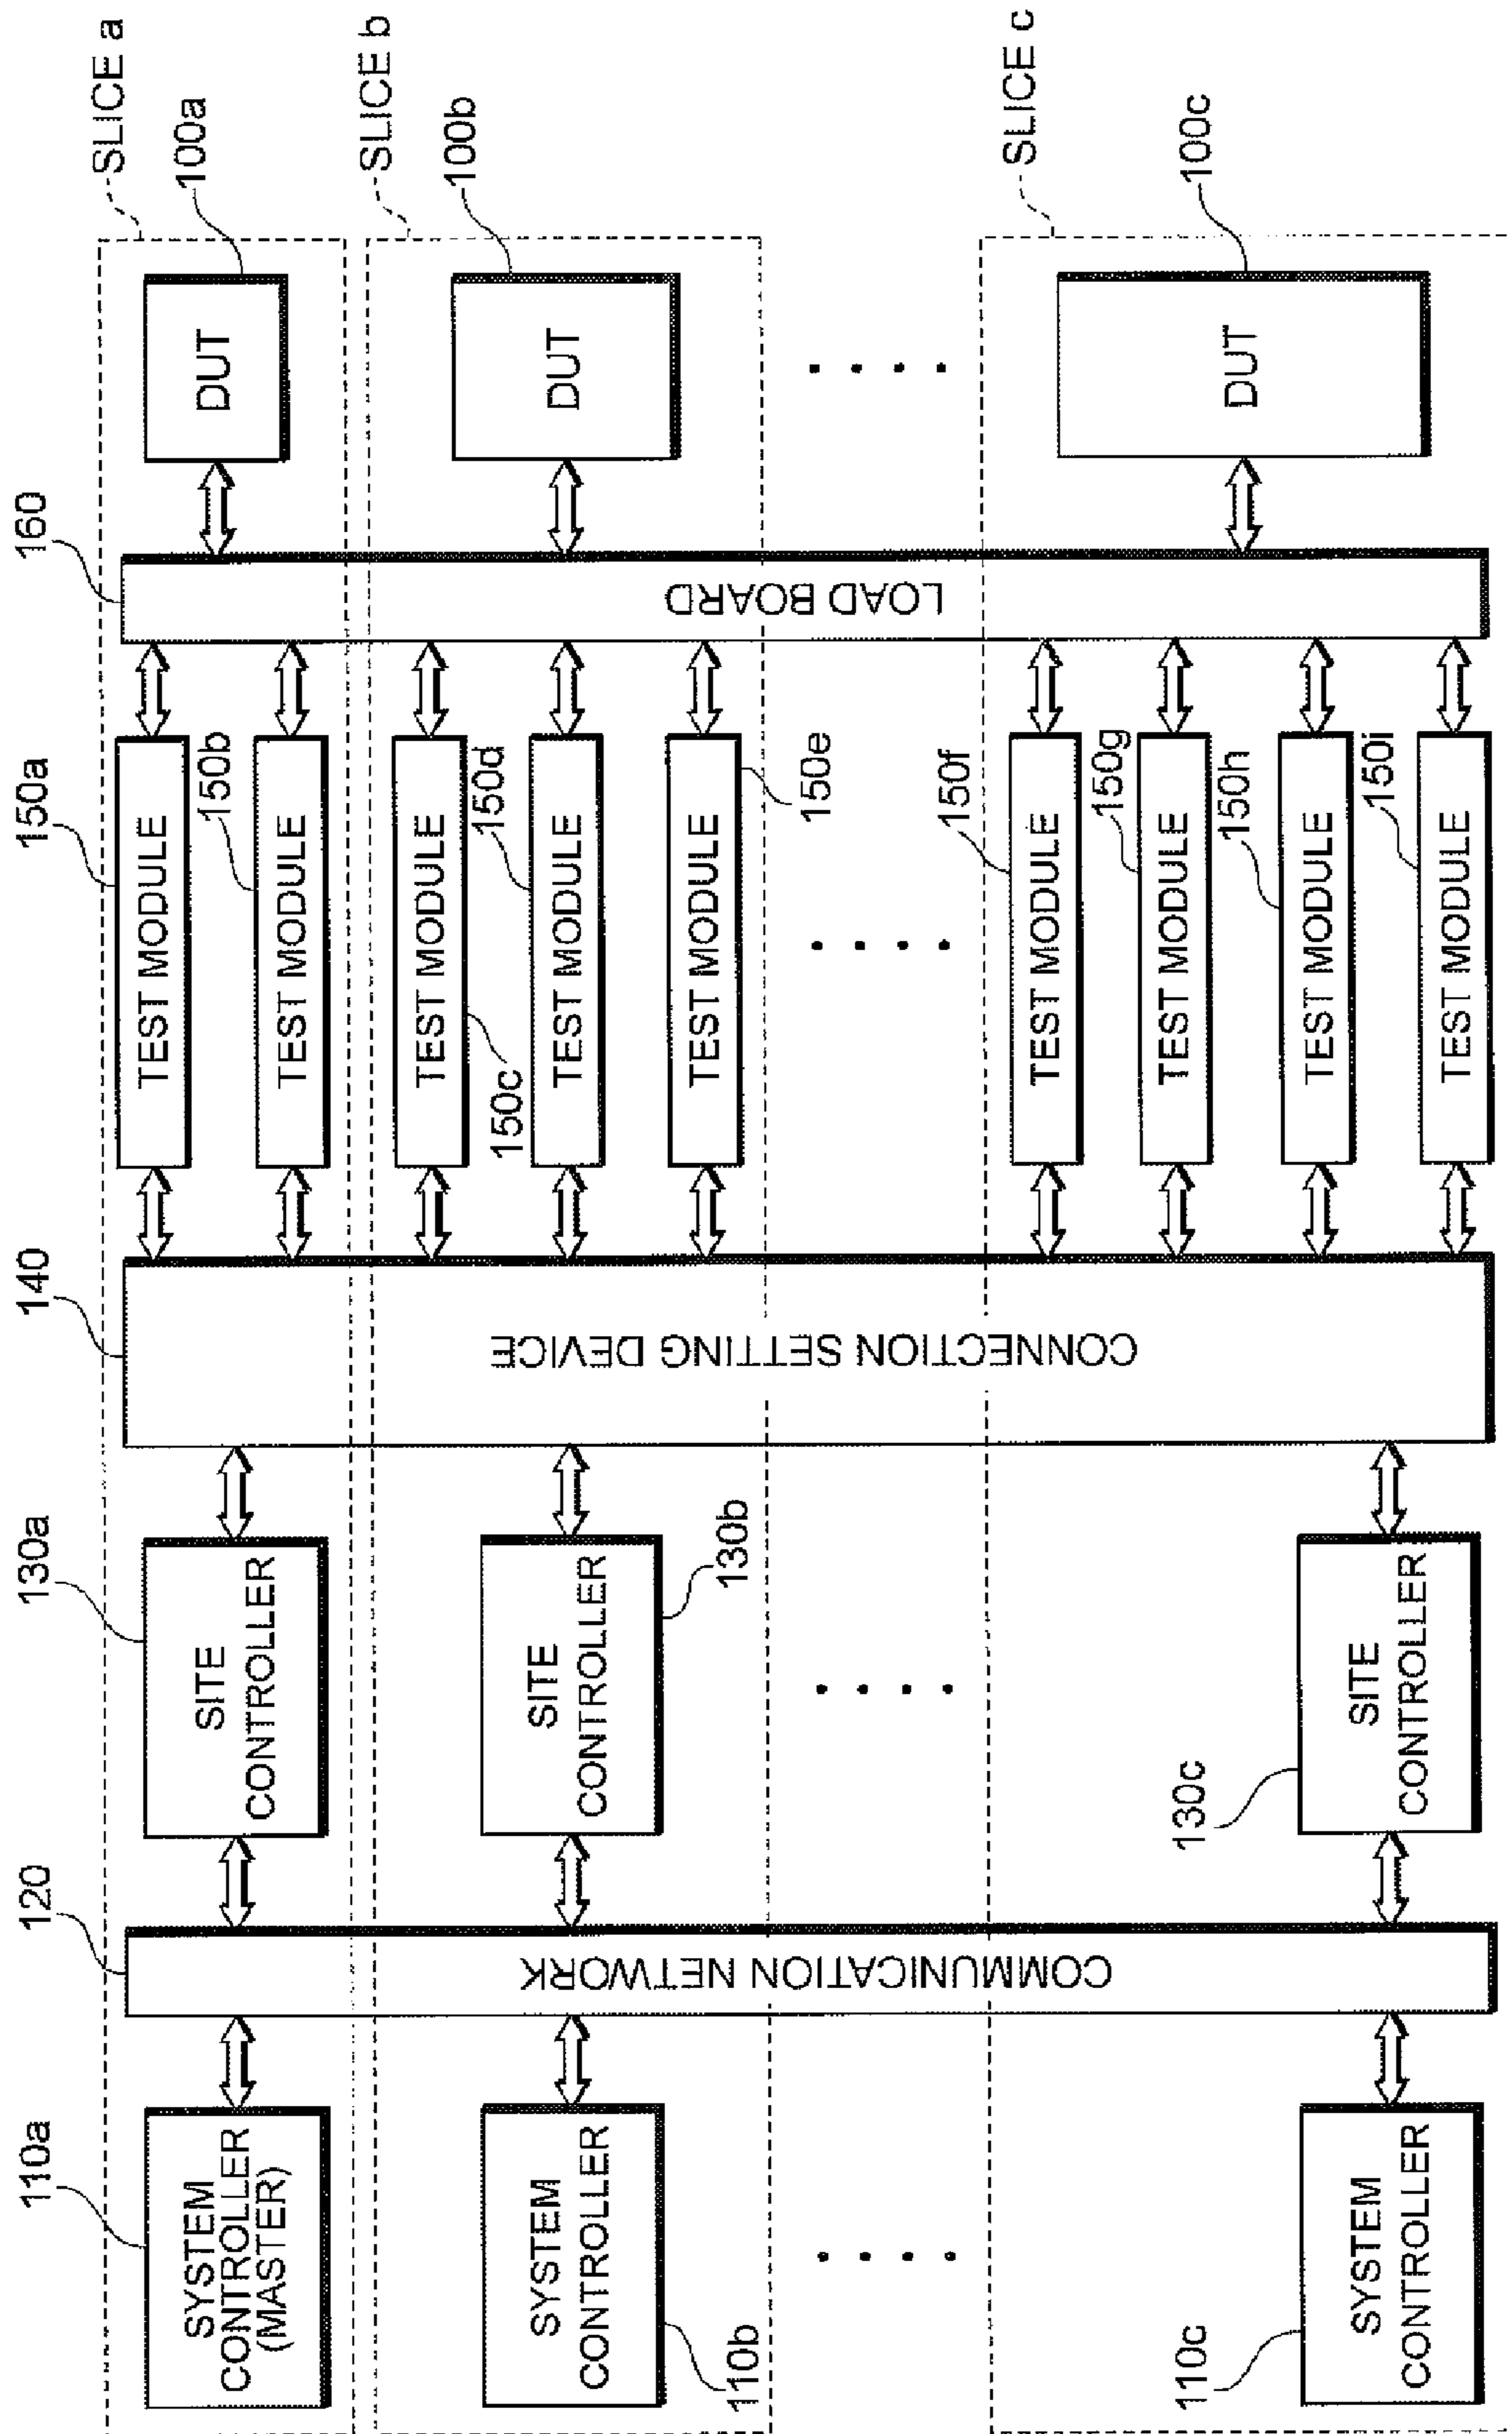 110a
SYSTEM
CONTROLLER
(MASTER)
120
130a
SITE
CONTROLLER
140
150a
TEST MODULE
150b
TEST MODULE
160
SLICE a
100a
DUT
110b
SYSTEM
CONTROLLER
130b
SITE
CONTROLLER
150c
TEST MODULE
150d
TEST MODULE
150e
TEST MODULE
SLICE b
100b
DUT
COMMUNICATION NETWORK
CONNECTION SETTING DEVICE
LOAD BOARD
110c
SYSTEM
CONTROLLER
130c
SITE
CONTROLLER
150f
TEST MODULE
150g
TEST MODULE
150h
TEST MODULE
150i
TEST MODULE
SLICE c
100c
DUT